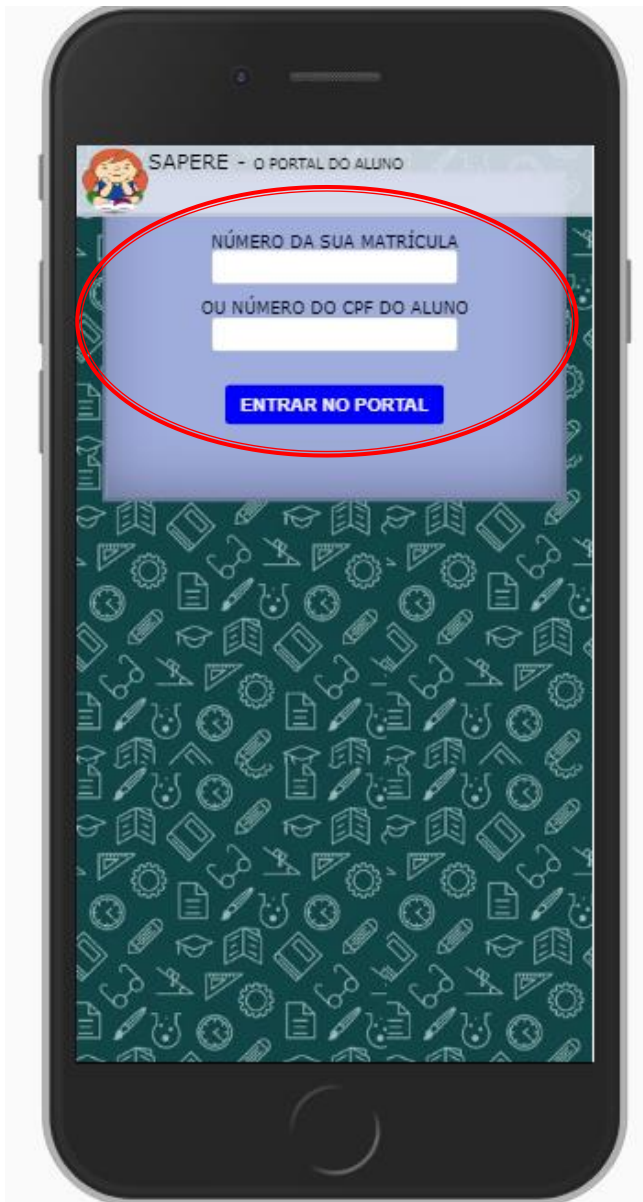 SAPERE - O PORTAL DO ALUNO
NÚMERO DA SUA MATRÍCULA
OU NÚMERO DO CPF DO ALUNO
ENTRAR NO PORTAL